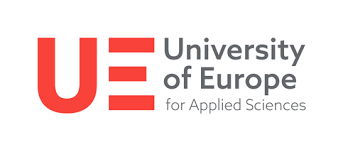 UE
University
of Europe
for Applied Sciences